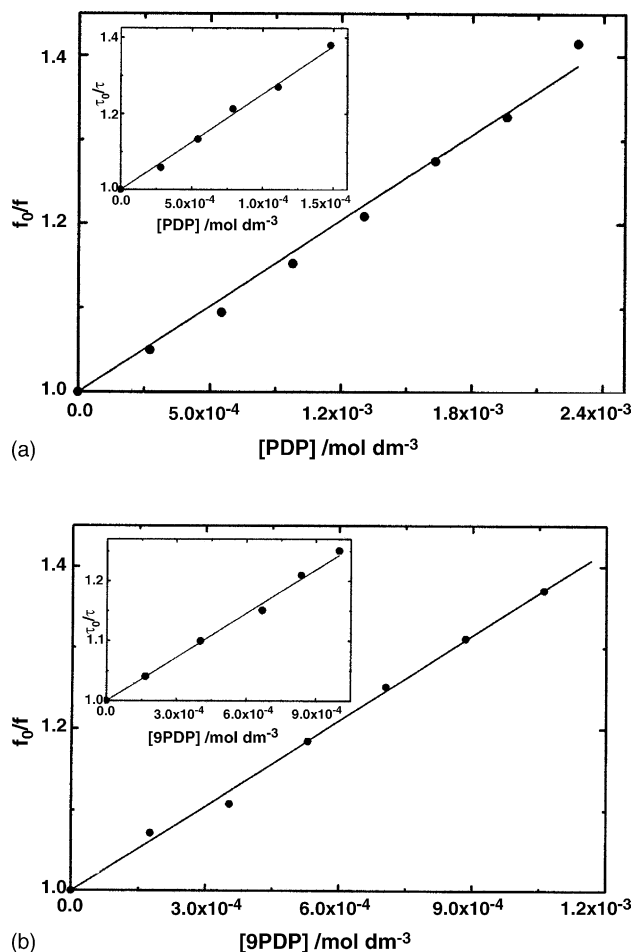 1.4
1.2
1.0
f₀/f
0.0
5.0x10⁻⁴
1.2x10⁻³
1.8x10⁻³
2.4x10⁻³
[PDP] /mol dm⁻³
1.4
1.2
1.0
τ₀/τ
0.0
5.0x10⁻⁴
1.0x10⁻⁴
1.5x10⁻⁴
[PDP] /mol dm⁻³
(a)
1.4
1.2
1.0
f₀/f
0.0
3.0x10⁻⁴
6.0x10⁻⁴
9.0x10⁻⁴
1.2x10⁻³
[9PDP] /mol dm⁻³
1.2
1.1
1.0
τ₀/τ
0.0
3.0x10⁻⁴
6.0x10⁻⁴
9.0x10⁻⁴
[9PDP] /mol dm⁻³
(b)